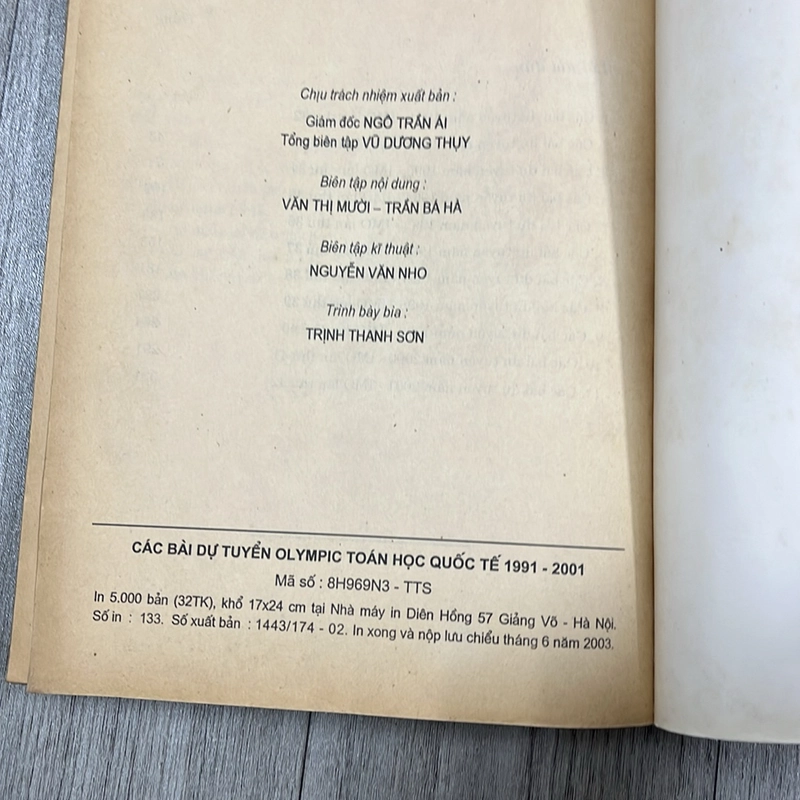 Chịu trách nhiệm xuất bản :
Giám đốc NGÔ TRẦN ÁI
Tổng biên tập VŨ DƯƠNG THỤY
Biên tập nội dung :
VĂN THỊ MƯỜI – TRẦN BÁ HÀ
Biên tập kĩ thuật :
NGUYỄN VĂN NHO
Trình bày bìa :
TRỊNH THANH SƠN
CÁC BÀI DỰ TUYỂN OLYMPIC TOÁN HỌC QUỐC TẾ 1991 - 2001
Mã số : 8H969N3 - TTS
In 5.000 bản (32TK), khổ 17x24 cm tại Nhà máy in Diên Hồng 57 Giảng Võ - Hà Nội.
Số in : 133. Số xuất bản : 1443/174 - 02. In xong và nộp lưu chiểu tháng 6 năm 2003.